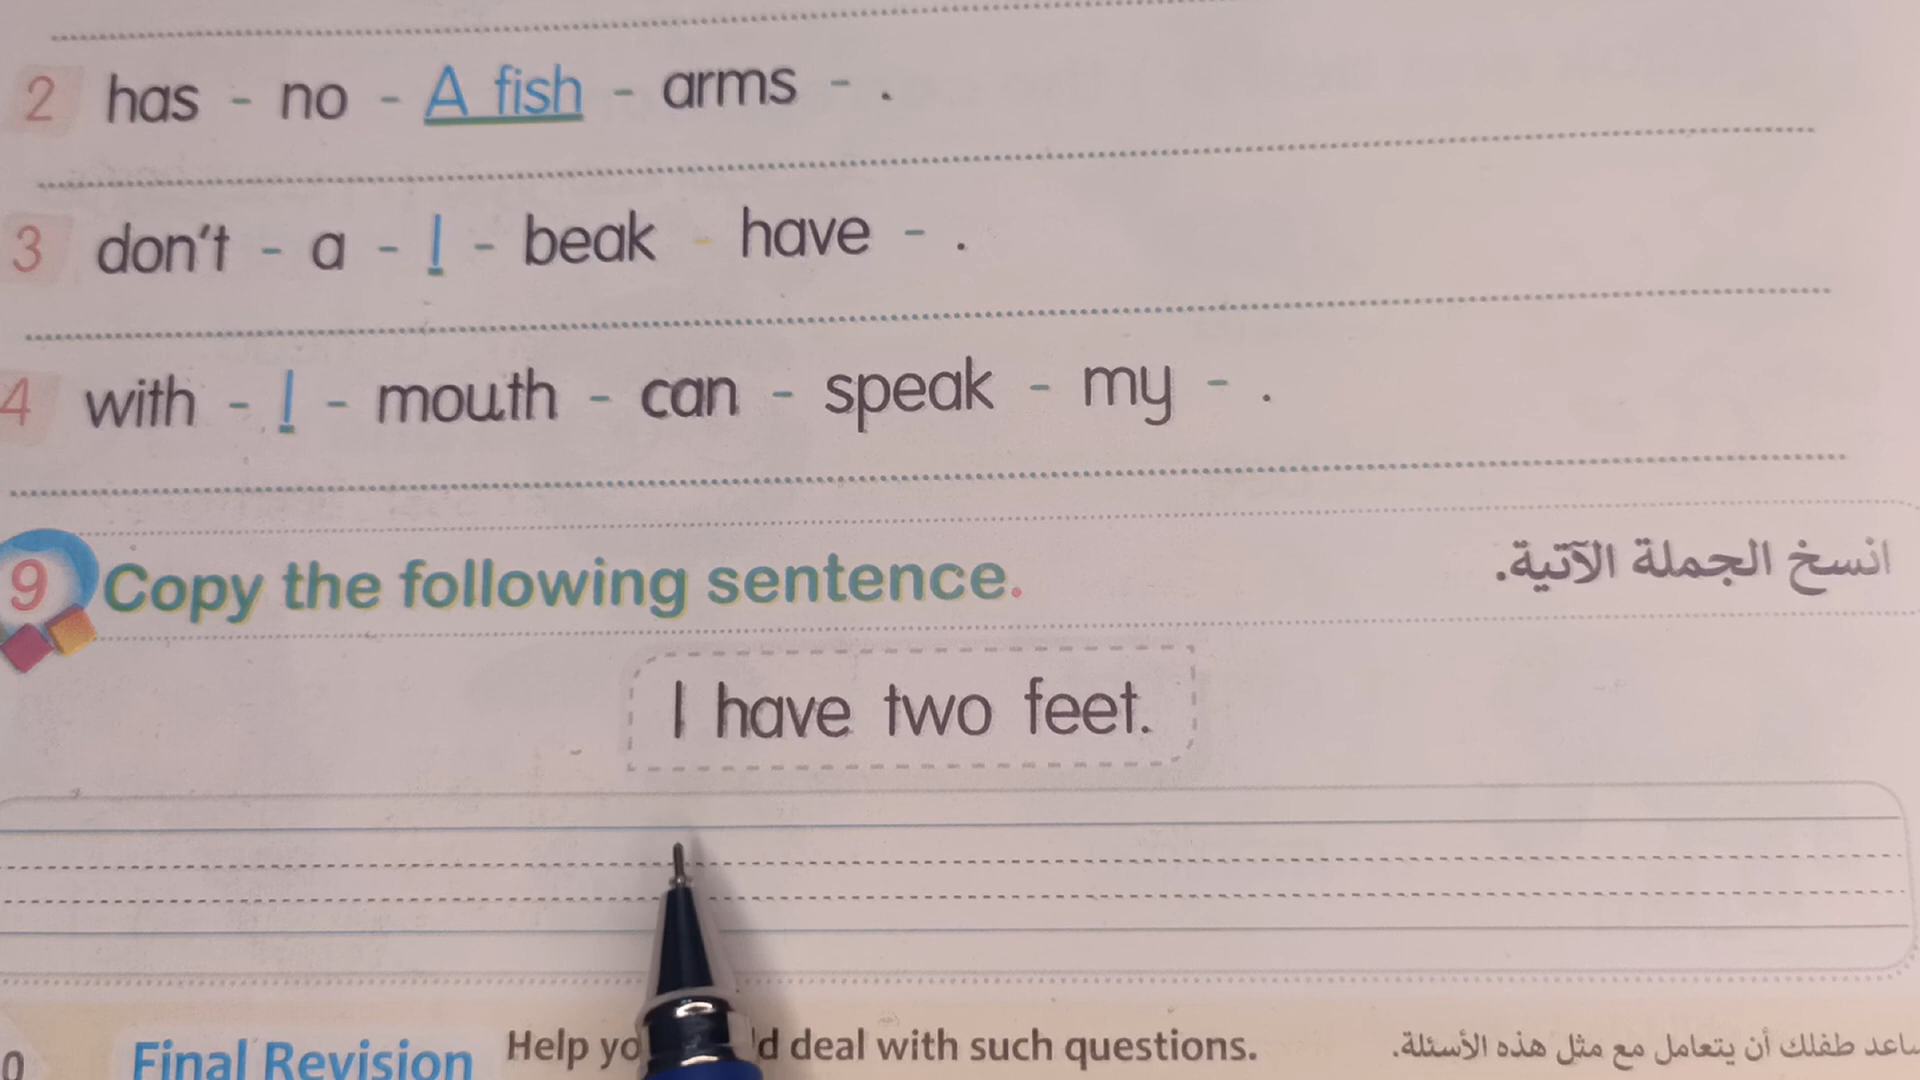 2 has - no - A fish - arms - .
3 don't - a - I - beak - have - .
4 with - I - mouth - can - speak - my - .
9 Copy the following sentence. انسخ الجملة الآتية.
I have two feet.
0 Final Revision Help deal with such questions. طفلك أن يتعامل مع مثل هذه الأسئلة.